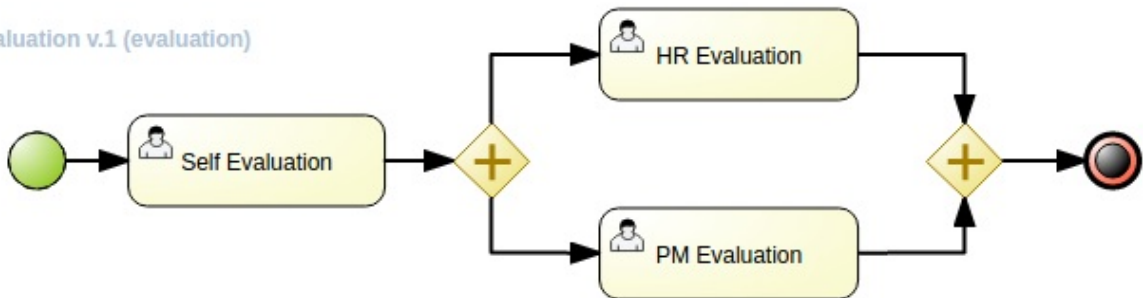 aluation v.1 (evaluation)
HR Evaluation
Self Evaluation
PM Evaluation